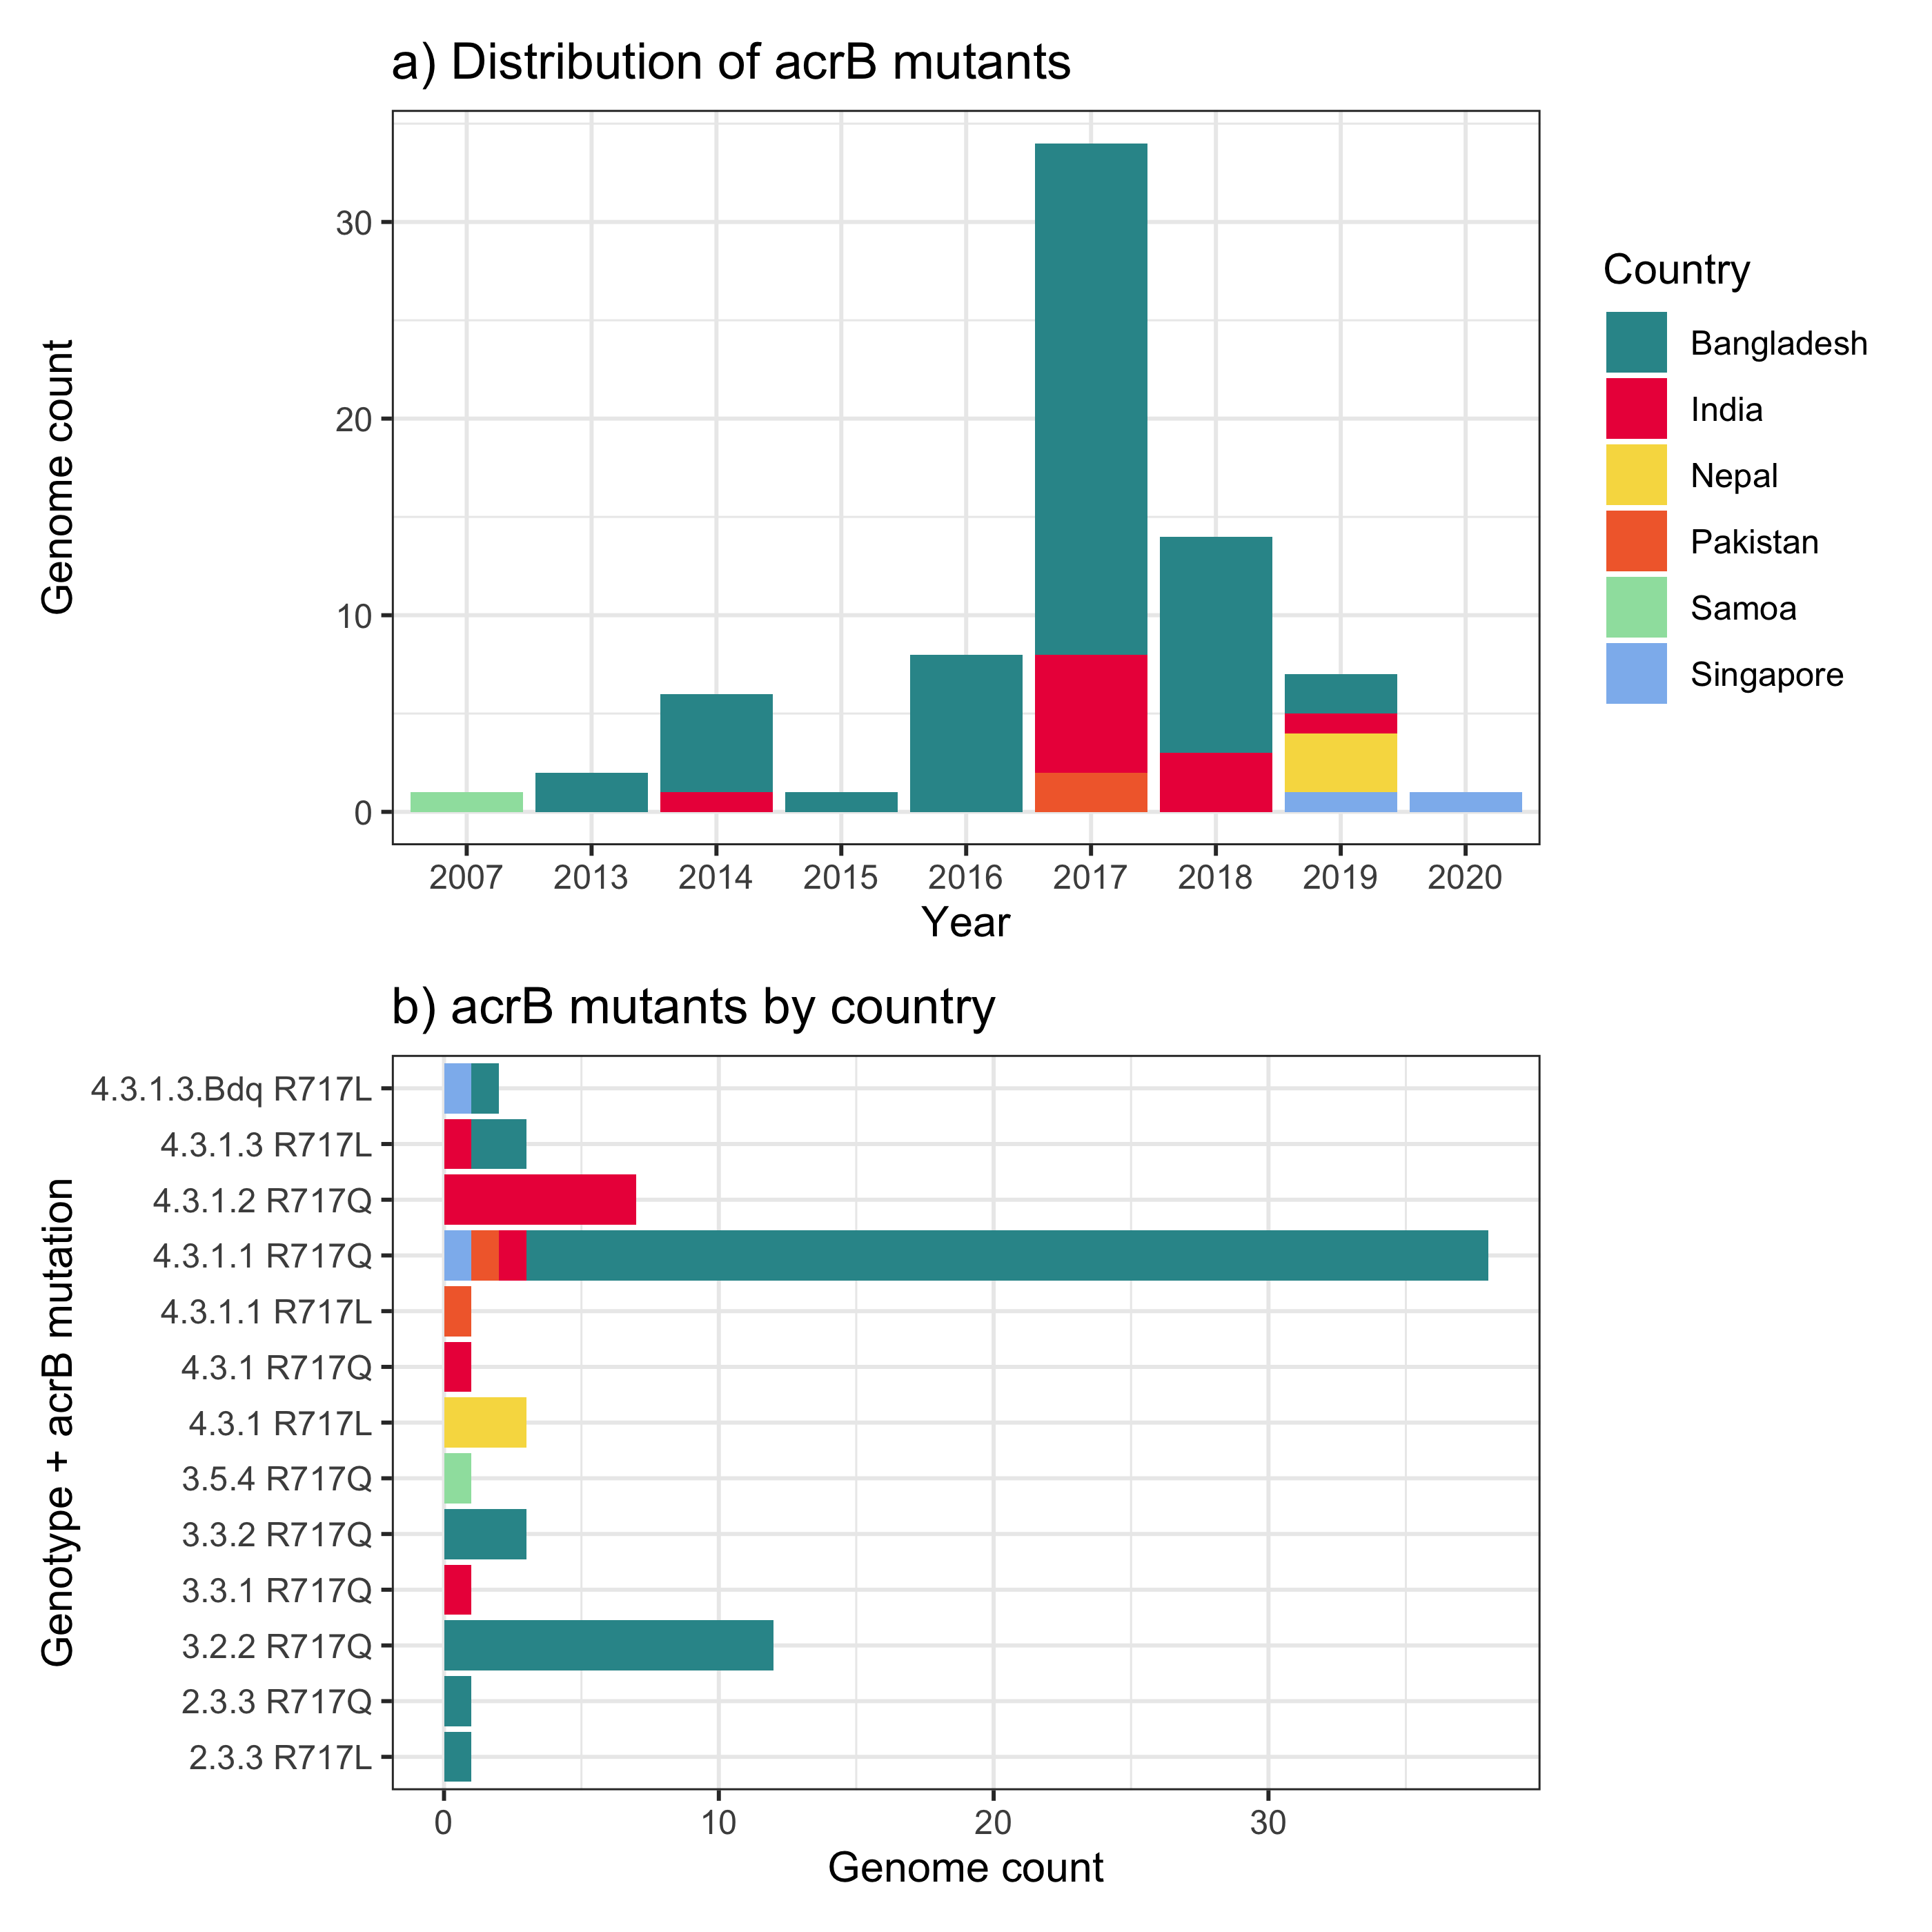 a) Distribution of acrB mutants
Genome count
30
20
10
0
2007 2013 2014 2015 2016 2017 2018 2019 2020
Year
Country
Bangladesh
India
Nepal
Pakistan
Samoa
Singapore
b) acrB mutants by country
Genotype + acrB mutation
4.3.1.3.Bdq R717L
4.3.1.3 R717L
4.3.1.2 R717Q
4.3.1.1 R717Q
4.3.1.1 R717L
4.3.1 R717Q
4.3.1 R717L
3.5.4 R717Q
3.3.2 R717Q
3.3.1 R717Q
3.2.2 R717Q
2.3.3 R717Q
2.3.3 R717L
0 10 20 30
Genome count